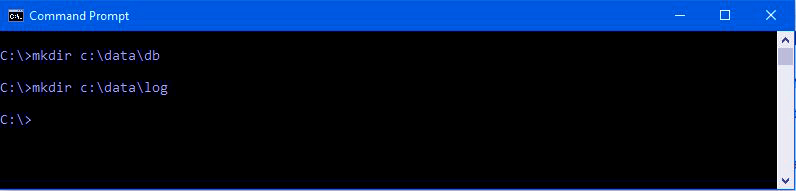 Command Prompt
C:\>mkdir c:\data\db
C:\>mkdir c:\data\log
C:\>